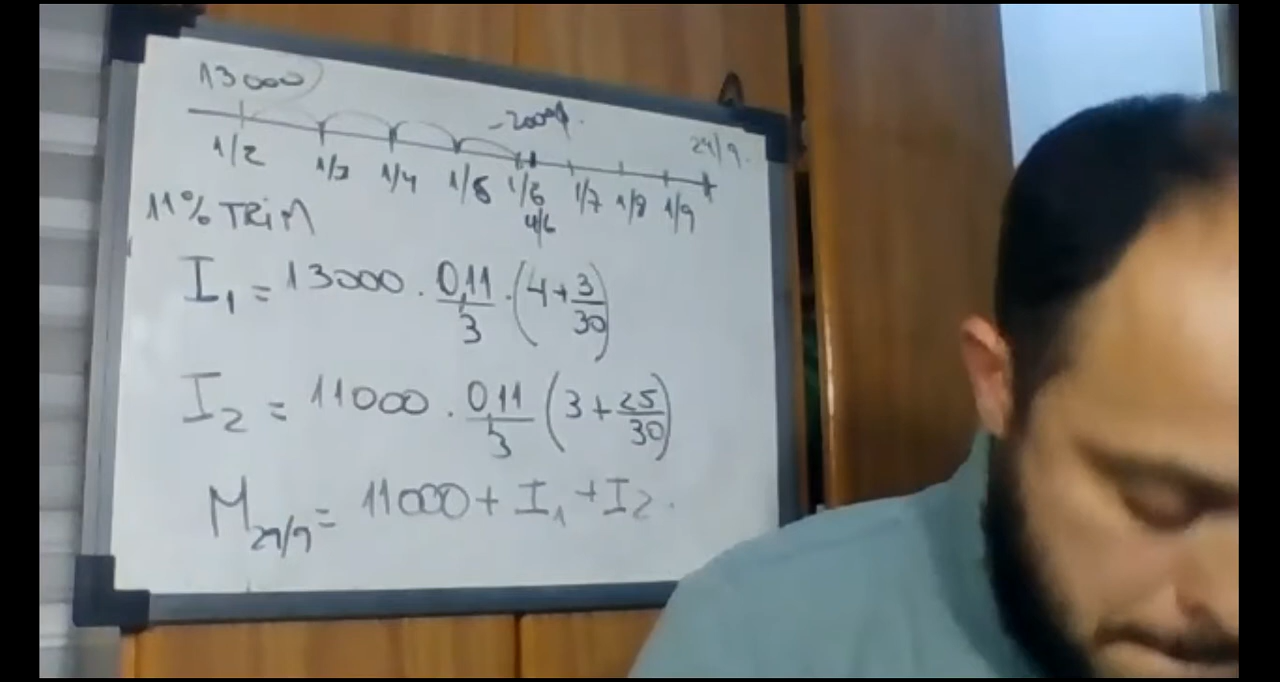 13000
-2000
29/9.
1/2 1/3 1/4 1/5 1/6 1/7 1/8 1/9
4/6
11% TRIM
I₁ = 13000 . 0,11/3 . (4 + 3/30)
I₂ = 11000 . 0,11/3 (3 + 25/30)
M29/9 = 11000 + I₁ + I₂.